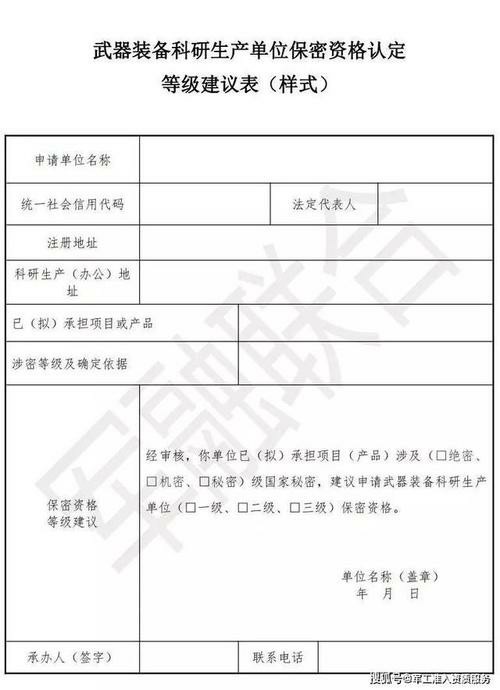 武器装备科研生产单位保密资格认定
等级建议表（样式）
申请单位名称
统一社会信用代码
法定代表人
注册地址
科研生产（办公）地
址
已（拟）承担项目或产品
涉密等级及确定依据
保密资格
等级建议
经审核，你单位已（拟）承担项目（产品）涉及（□绝密、
□机密、□秘密）级国家秘密，建议申请武器装备科研生产
单位（□一级、□二级、□三级）保密资格。
单位名称（盖章）
年 月 日
承办人（签字）
联系电话
军融联合
搜狐号@军工准入资质服务